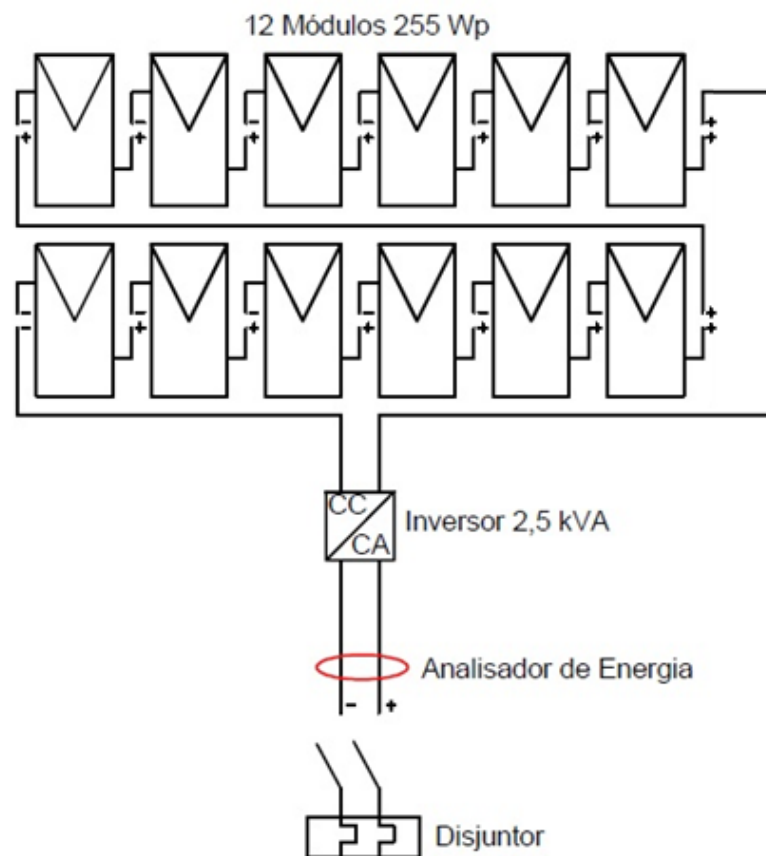 12 Módulos 255 Wp
- + - + - + - + - + - + + +
- - - + - + - + - + - + + +
CC
CA
Inversor 2,5 kVA
Analisador de Energia
- +
Disjuntor